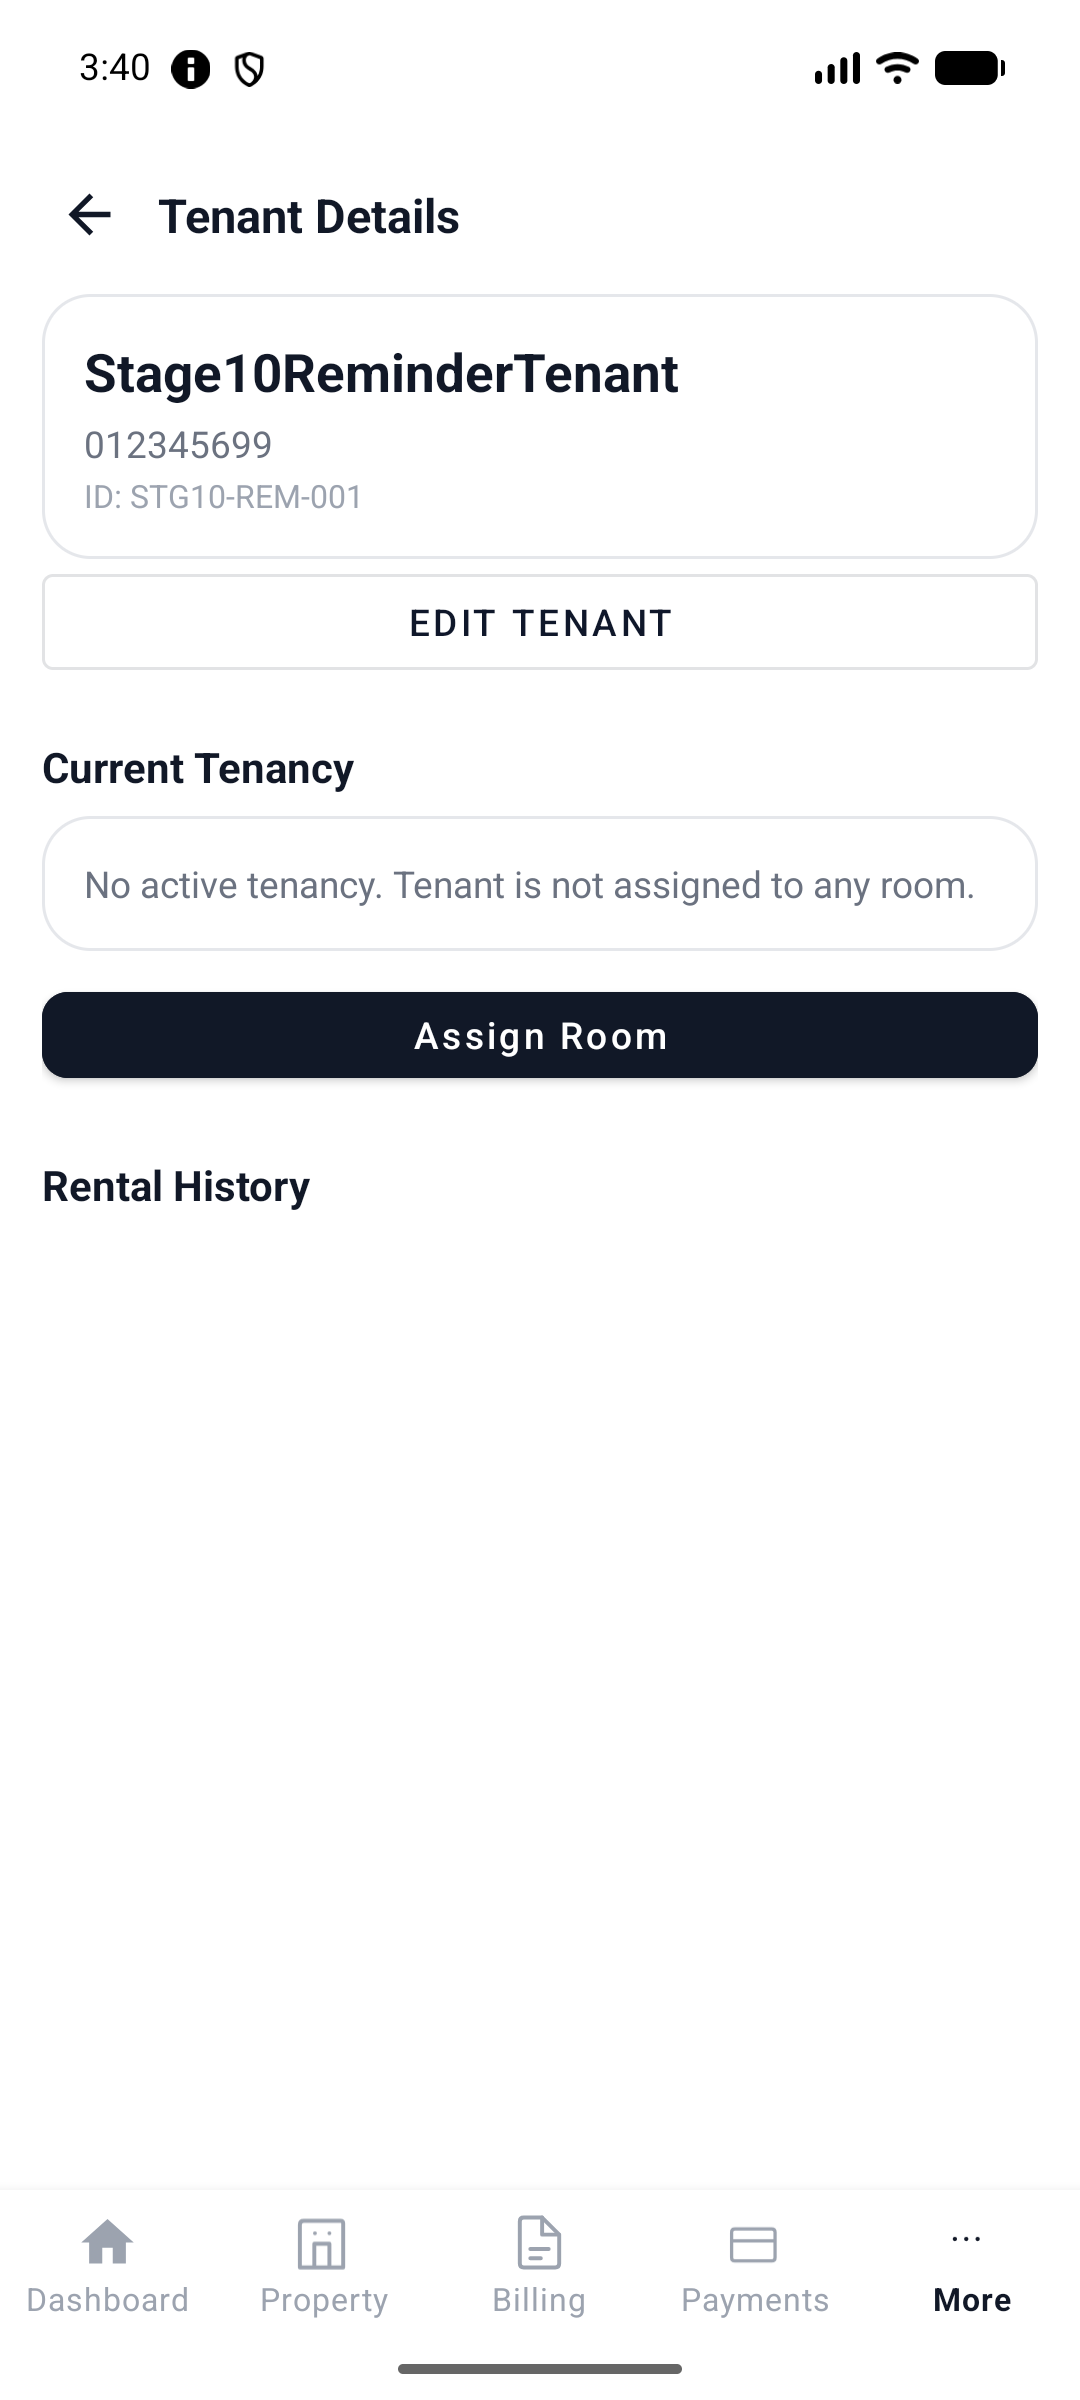 3:40
Tenant Details
Stage10ReminderTenant
012345699
ID: STG10-REM-001
EDIT TENANT
Current Tenancy
No active tenancy. Tenant is not assigned to any room.
Assign Room
Rental History
Dashboard
Property
Billing
Payments
More